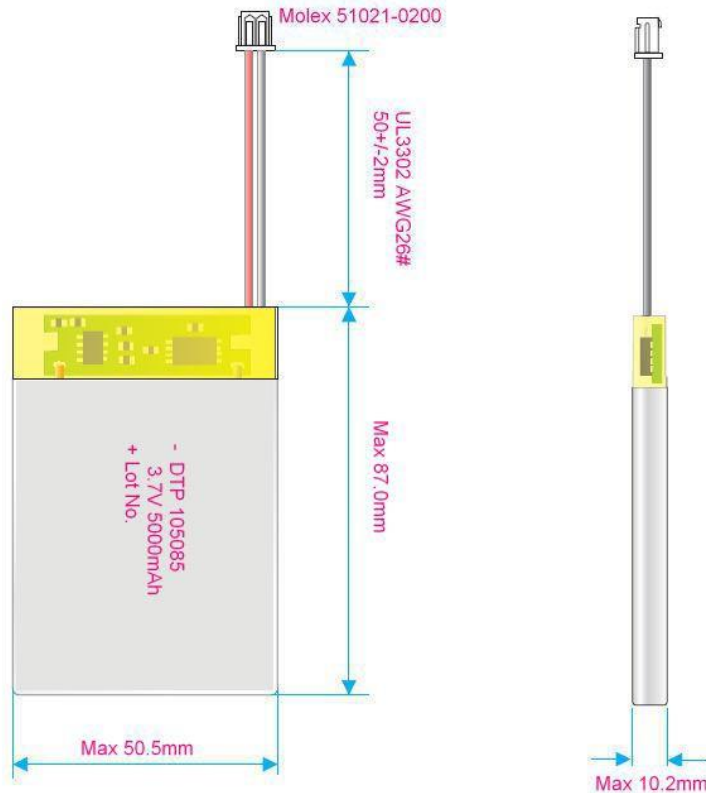 Molex 51021-0200
UL3302 AWG26#
50+/-2mm
Max 87.0mm
- DTP 105085
3.7V 5000mAh
+ Lot No.
Max 50.5mm
Max 10.2mm